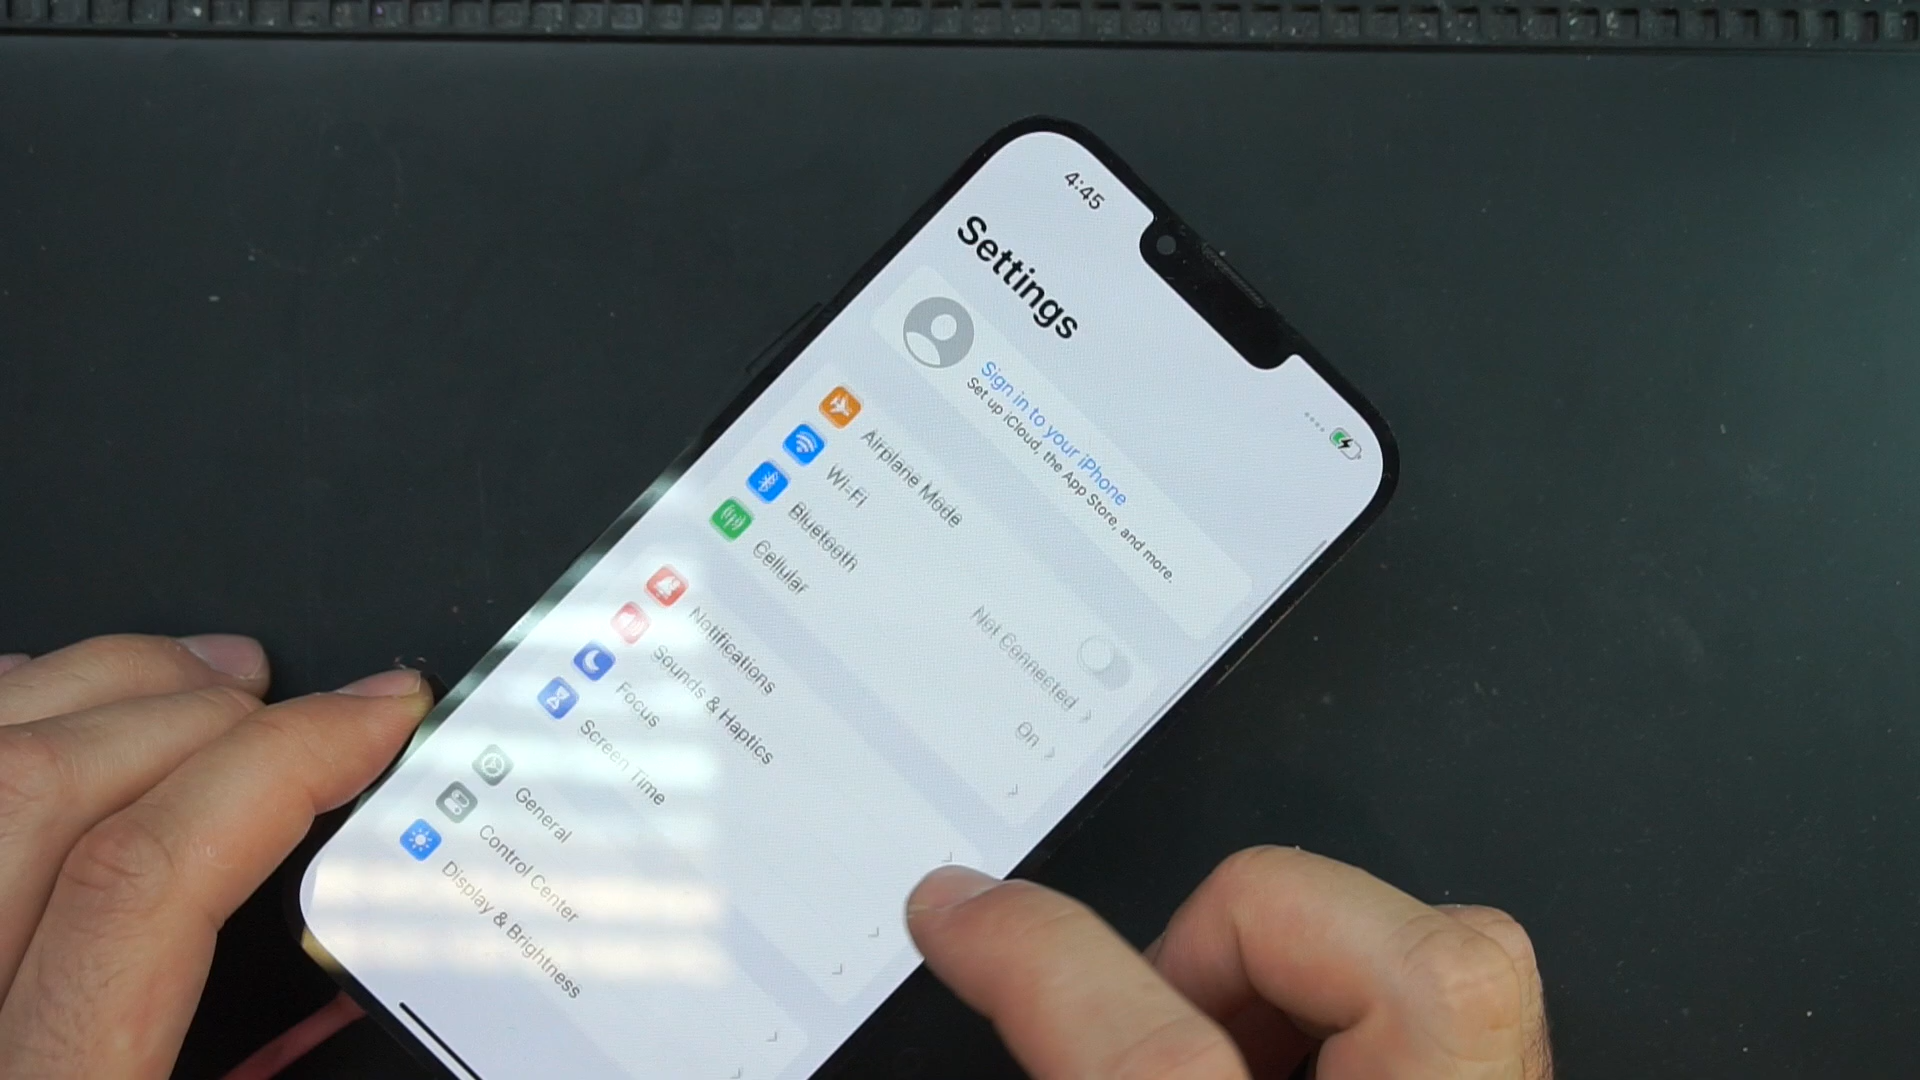 4:45
Settings
Sign in to your iPhone
Set up iCloud, the App Store, and more.
Airplane Mode
Wi-Fi
Not Connected
Bluetooth
On
Cellular
Notifications
Sounds & Haptics
Focus
Screen Time
General
Control Center
Display & Brightness